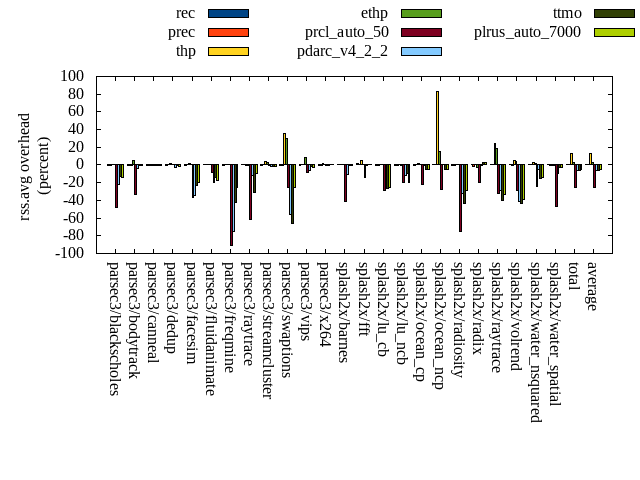 rec ethp ttmo
prec prcl_auto_50 plrus_auto_7000
thp pdarc_v4_2_2
rss.avg overhead
(percent)
100
80
60
40
20
0
-20
-40
-60
-80
-100
parsec3/blackscholes
parsec3/bodytrack
parsec3/canneal
parsec3/dedup
parsec3/facesim
parsec3/fluidanimate
parsec3/freqmine
parsec3/raytrace
parsec3/streamcluster
parsec3/swaptions
parsec3/vips
parsec3/x264
splash2x/barnes
splash2x/fft
splash2x/lu_cb
splash2x/lu_ncb
splash2x/ocean_cp
splash2x/ocean_ncp
splash2x/radiosity
splash2x/radix
splash2x/raytrace
splash2x/volrend
splash2x/water_nsquared
splash2x/water_spatial
total
average